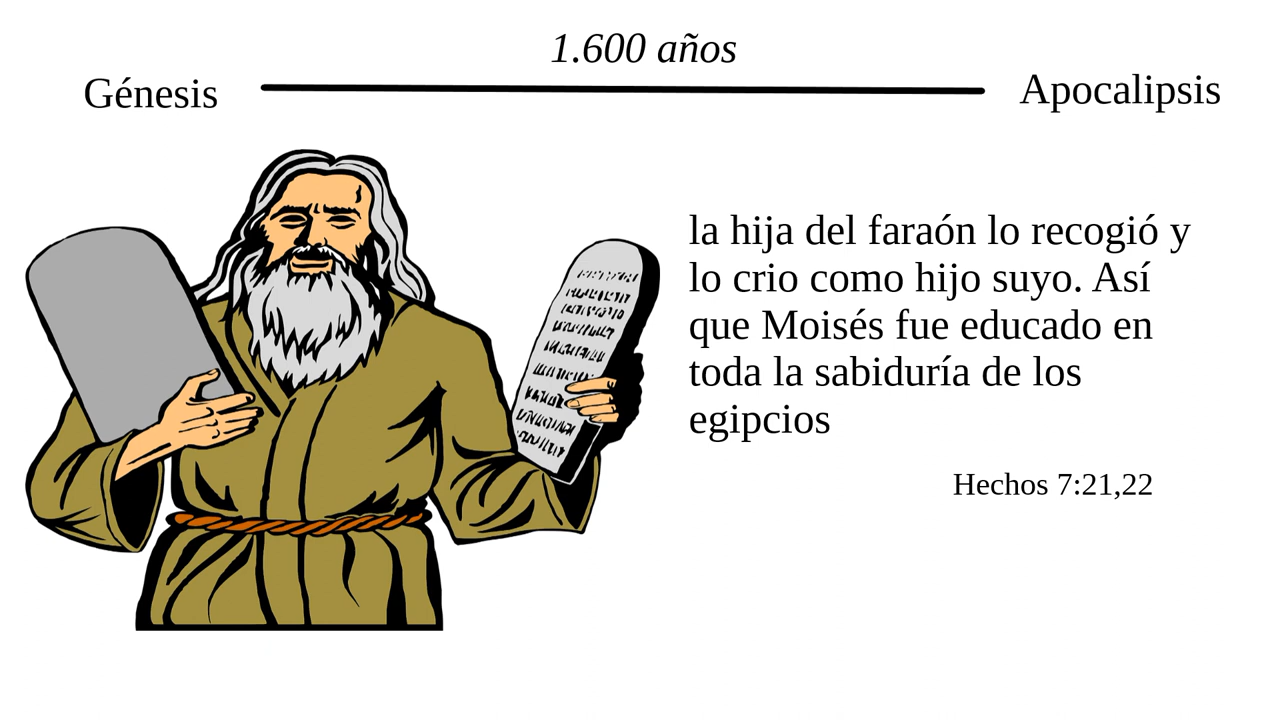 1.600 años
Génesis
Apocalipsis
la hija del faraón lo recogió y
lo crio como hijo suyo. Así
que Moisés fue educado en
toda la sabiduría de los
egipcios
Hechos 7:21,22